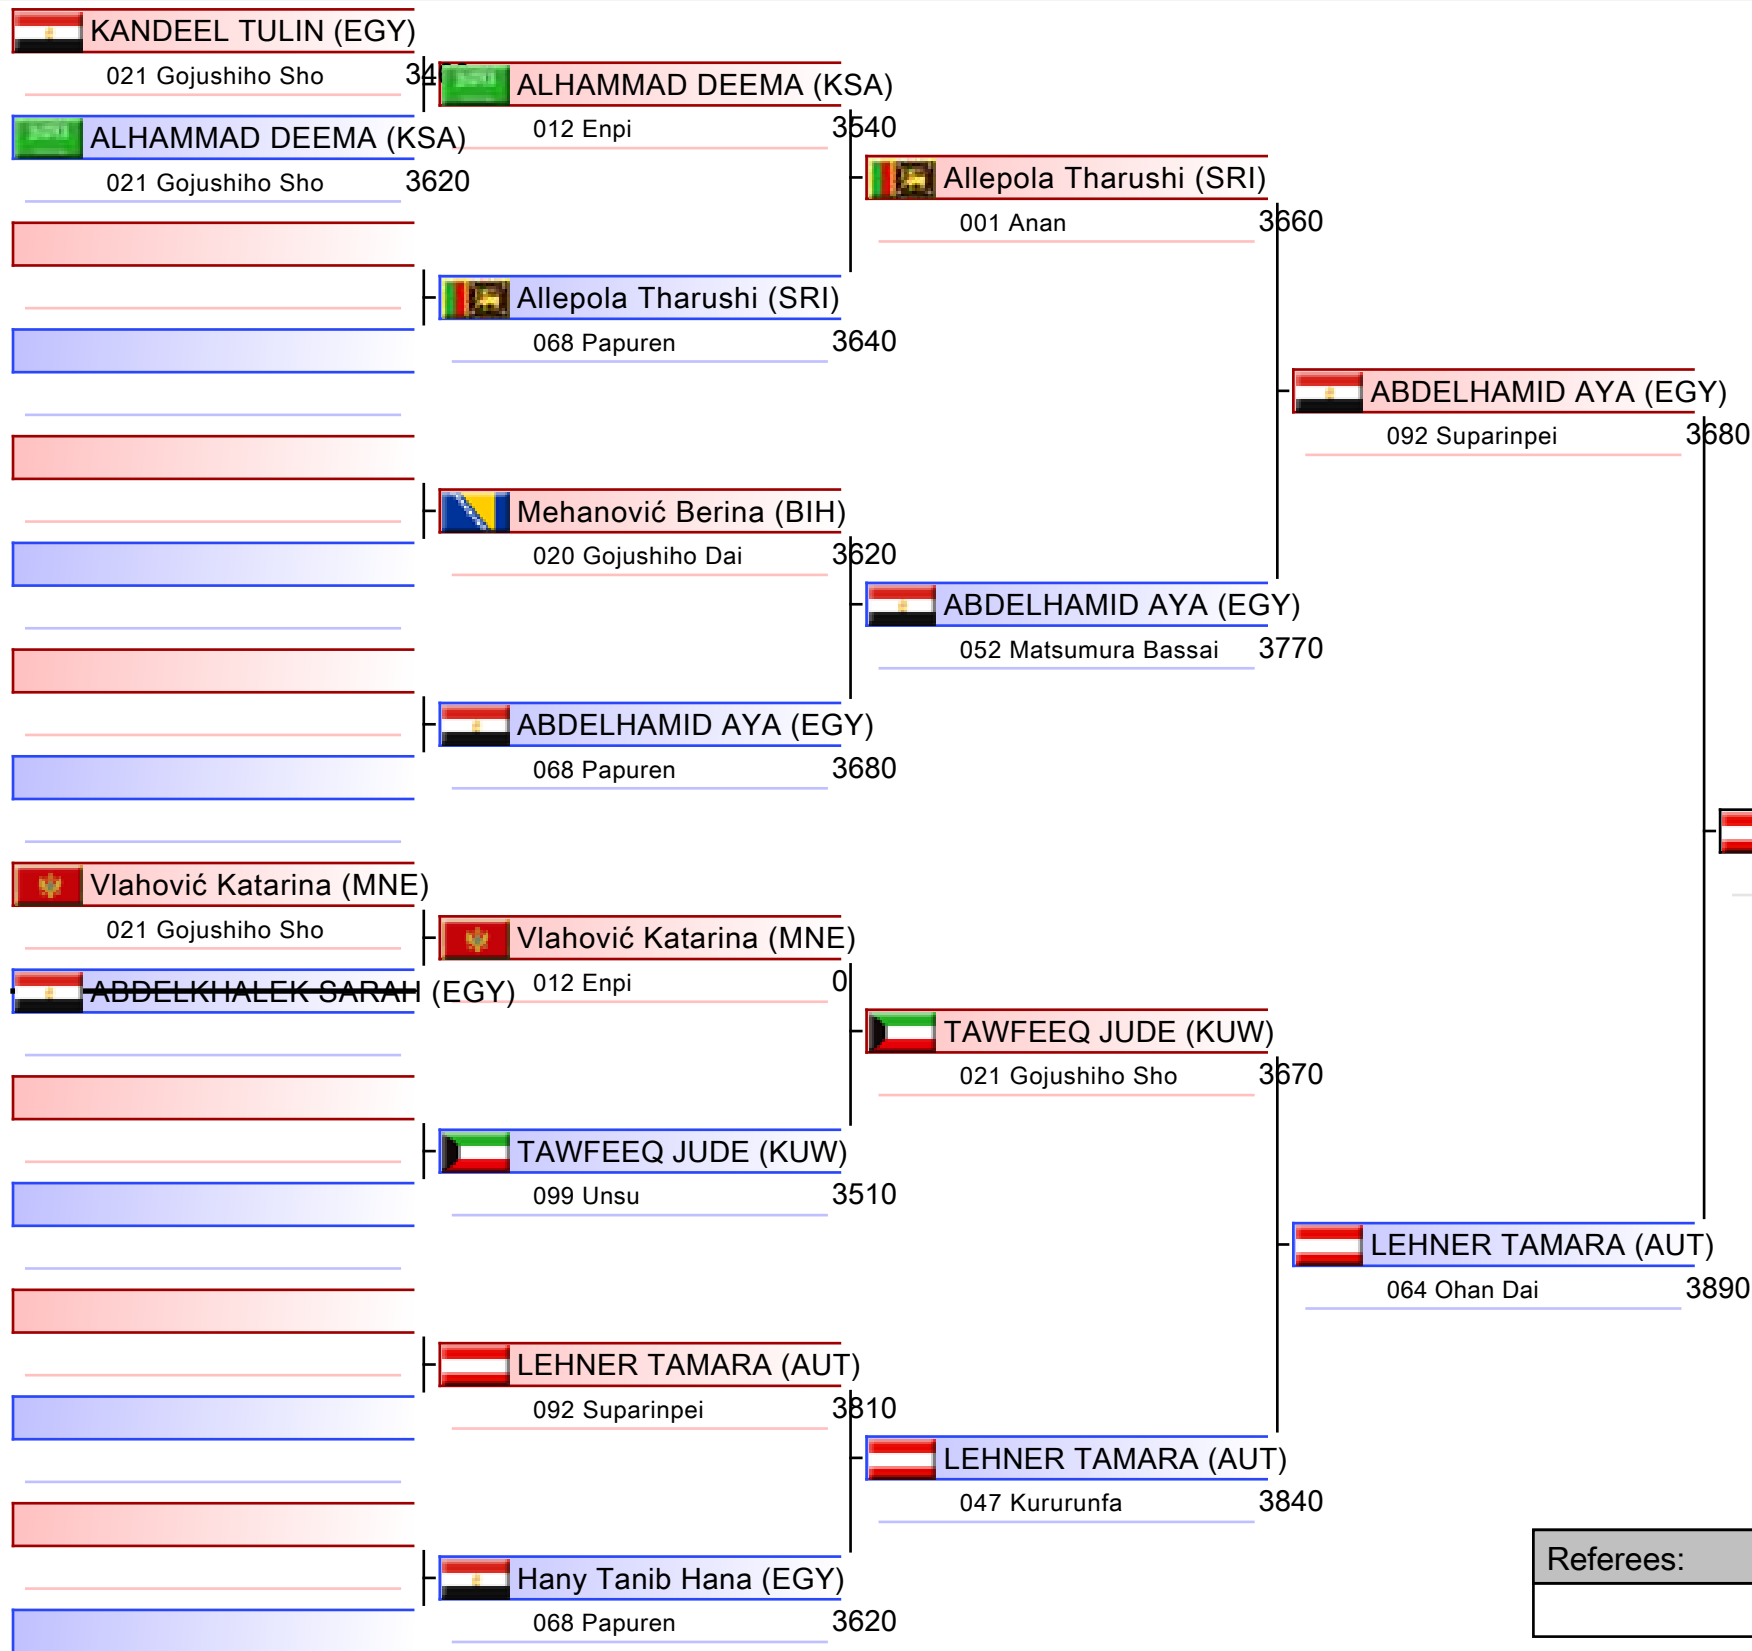 KANDEEL TULIN (EGY)
021 Gojushiho Sho
ALHAMMAD DEEMA (KSA)
021 Gojushiho Sho 3620
Vlahović Katarina (MNE)
021 Gojushiho Sho
ABDELKHALEK SARAH (EGY)
ALHAMMAD DEEMA (KSA)
012 Enpi 3540
Allepola Tharushi (SRI)
068 Papuren 3640
Mehanović Berina (BIH)
020 Gojushiho Dai 3620
ABDELHAMID AYA (EGY)
068 Papuren 3680
Vlahović Katarina (MNE)
012 Enpi 0
TAWFEEQ JUDE (KUW)
099 Unsu 3510
LEHNER TAMARA (AUT)
092 Suparinpei 3810
Hany Tanib Hana (EGY)
068 Papuren 3620
Allepola Tharushi (SRI)
001 Anan 3660
ABDELHAMID AYA (EGY)
052 Matsumura Bassai 3770
TAWFEEQ JUDE (KUW)
021 Gojushiho Sho 3670
LEHNER TAMARA (AUT)
047 Kururunfa 3840
ABDELHAMID AYA (EGY)
092 Suparinpei 3680
LEHNER TAMARA (AUT)
064 Ohan Dai 3890
Referees: